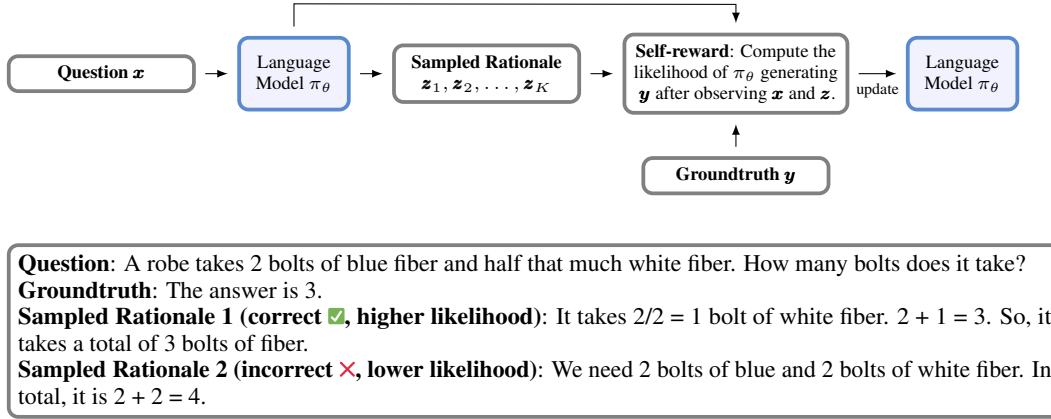 Question x
Language
Model πθ
Sampled Rationale
z1, z2, . . . , zK
Self-reward: Compute the
likelihood of πθ generating
y after observing x and z.
update
Language
Model πθ
Groundtruth y
Question: A robe takes 2 bolts of blue fiber and half that much white fiber. How many bolts does it take?
Groundtruth: The answer is 3.
Sampled Rationale 1 (correct ✅, higher likelihood): It takes 2/2 = 1 bolt of white fiber. 2 + 1 = 3. So, it
takes a total of 3 bolts of fiber.
Sampled Rationale 2 (incorrect ❌, lower likelihood): We need 2 bolts of blue and 2 bolts of white fiber. In
total, it is 2 + 2 = 4.